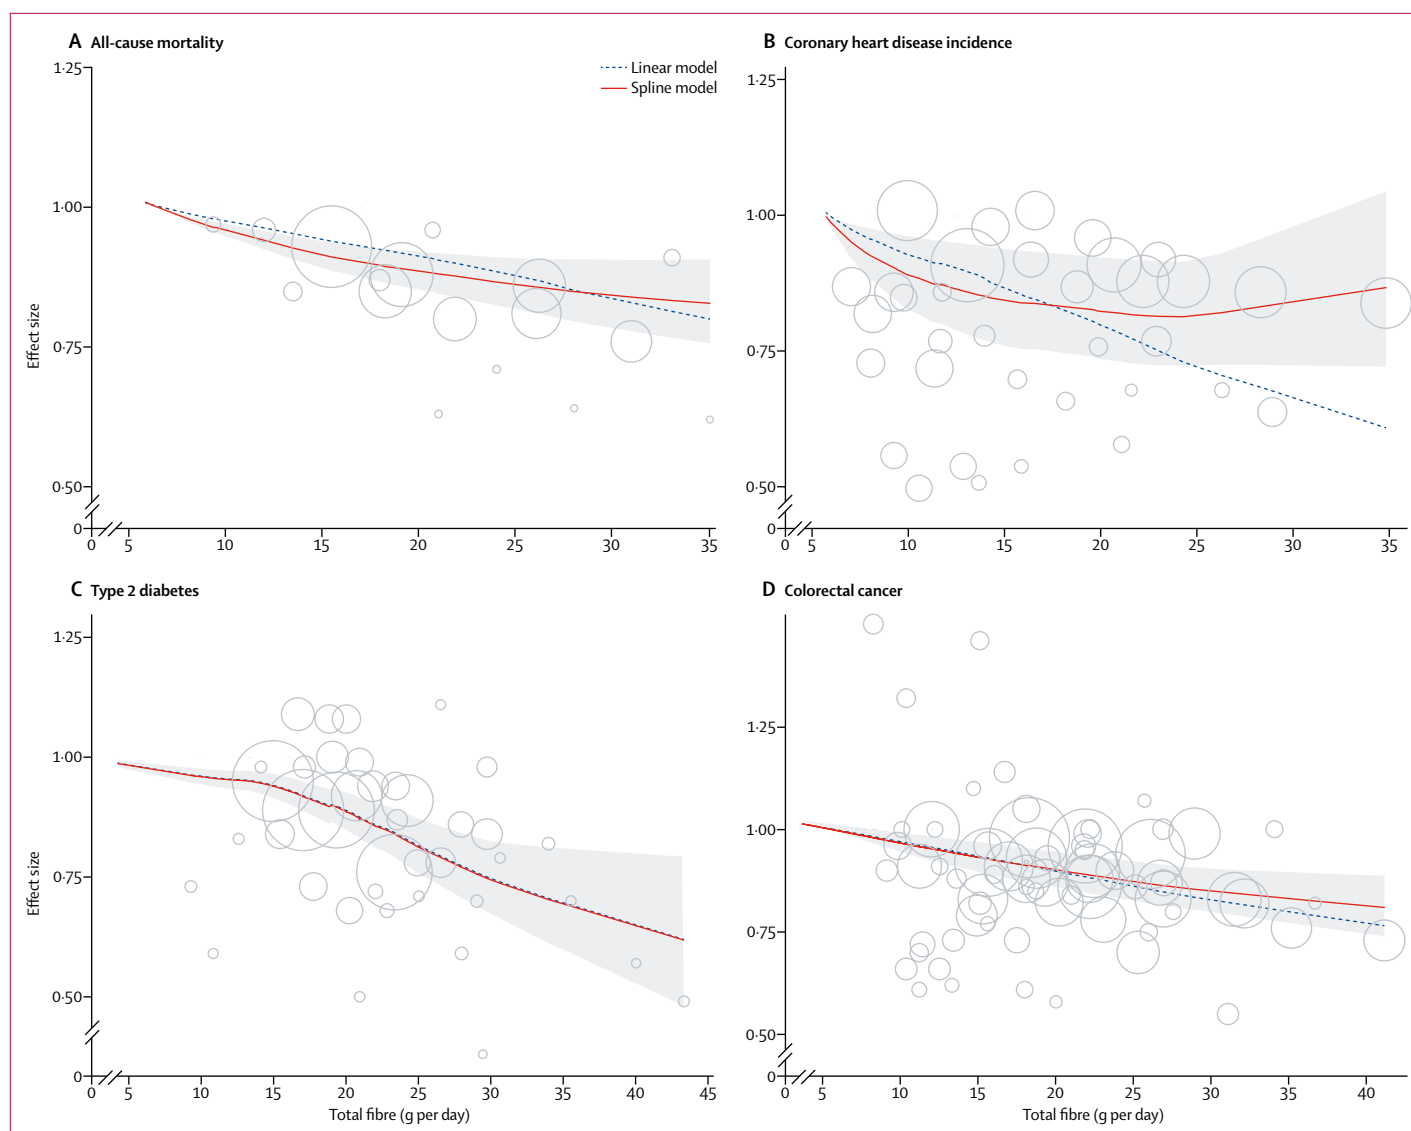 A All-cause mortality
1·25
1·00
0·75
0·50
0
Effect size
0 5 10 15 20 25 30 35
Linear model
Spline model
B Coronary heart disease incidence
1·25
1·00
0·75
0·50
0
0 5 10 15 20 25 30 35
C Type 2 diabetes
1·25
1·00
0·75
0·50
0
Effect size
0 5 10 15 20 25 30 35 40 45
Total fibre (g per day)
D Colorectal cancer
1·25
1·00
0·75
0·50
0
0 5 10 15 20 25 30 35 40
Total fibre (g per day)